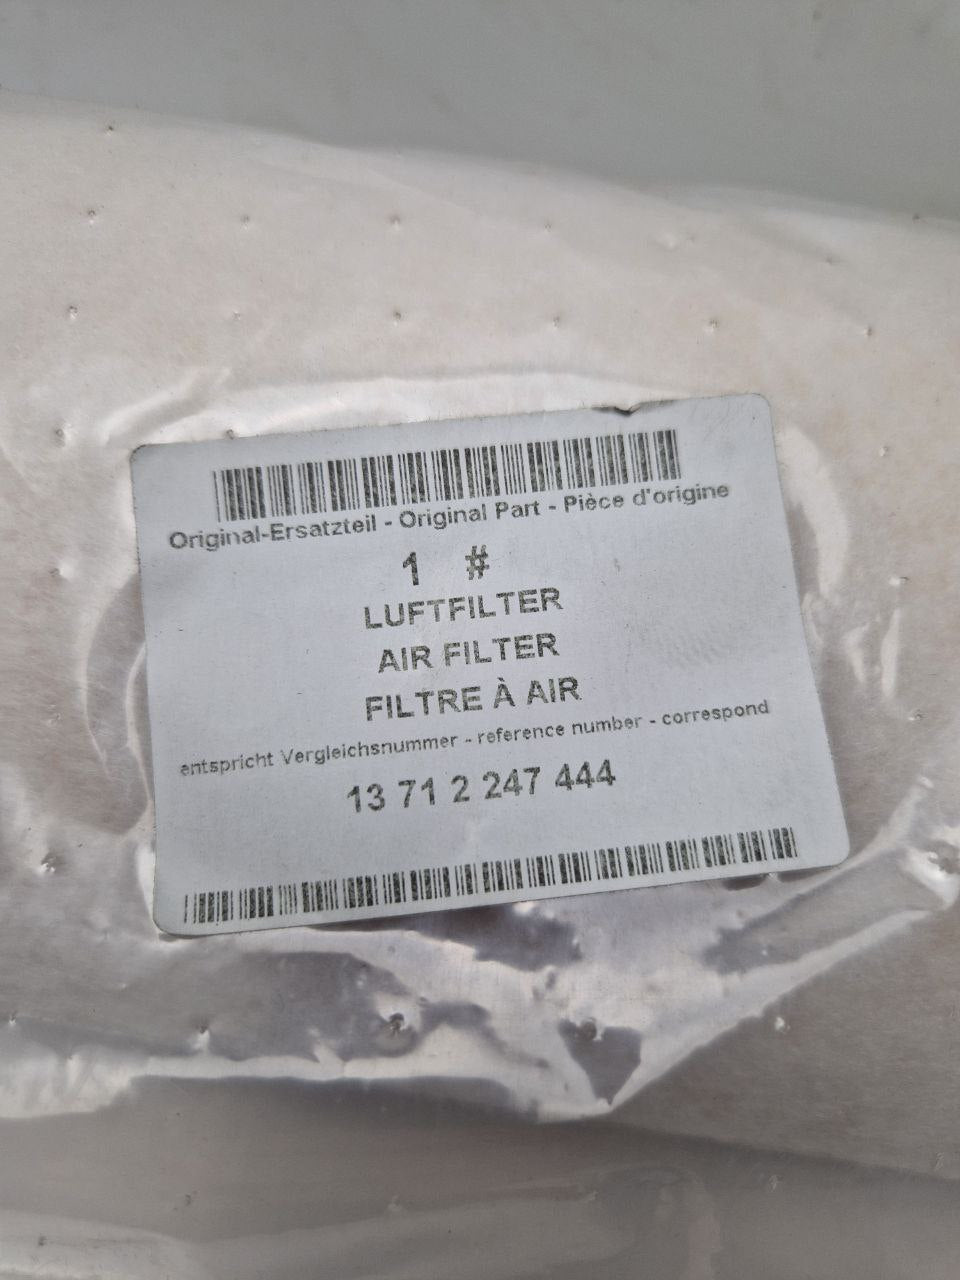 Original-Ersatzteil - Original Part - Pièce d'origine
1 #
LUFTFILTER
AIR FILTER
FILTRE À AIR
entspricht Vergleichsnummer - reference number - correspond
13 71 2 247 444